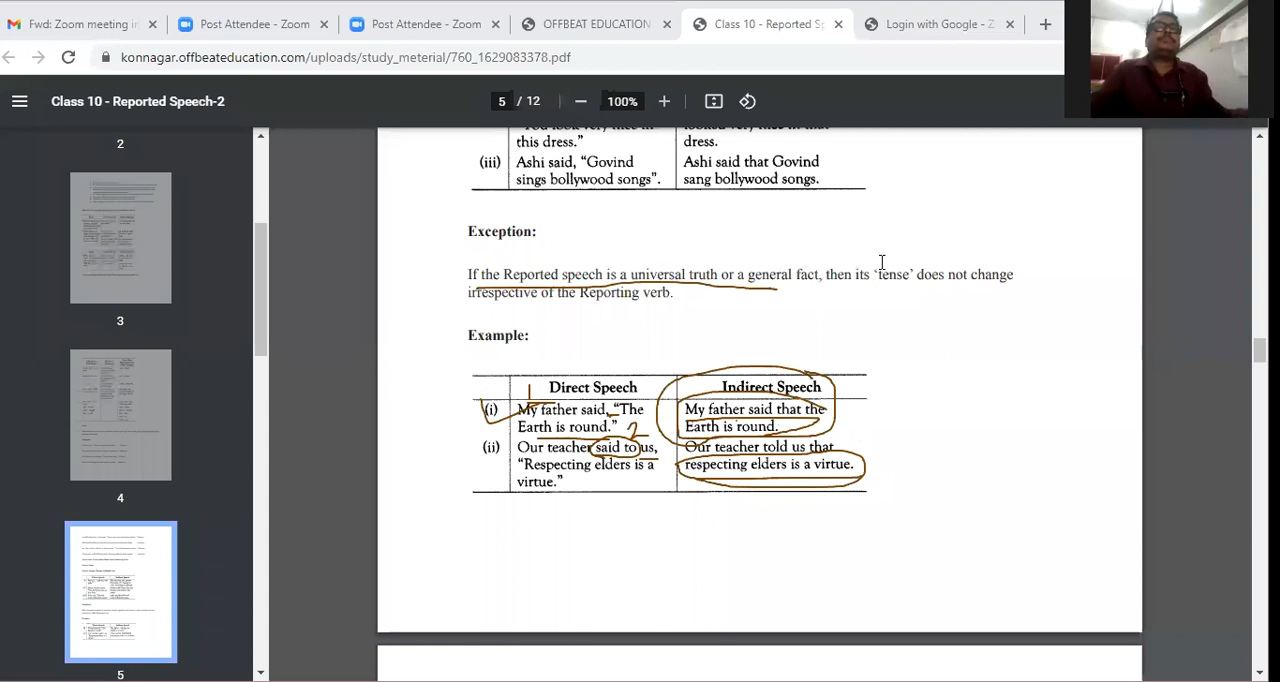 Fwd: Zoom meeting in
Post Attendee - Zoom
Post Attendee - Zoom
OFFBEAT EDUCATION
Class 10 - Reported Sp
Login with Google - Z
konnagar.offbeateducation.com/uploads/study_meterial/760_1629083378.pdf
Class 10 - Reported Speech-2
5 / 12
100%
2
3
4
5
this dress.”
dress.
(iii) Ashi said, “Govind
sings bollywood songs”.
Ashi said that Govind
sang bollywood songs.
Exception:
If the Reported speech is a universal truth or a general fact, then its ‘tense’ does not change
irrespective of the Reporting verb.
Example:
Direct Speech
Indirect Speech
1
(i) My father said, “The
Earth is round.” 2
My father said that the
Earth is round.
(ii) Our teacher said to us,
“Respecting elders is a
virtue.”
Our teacher told us that
respecting elders is a virtue.